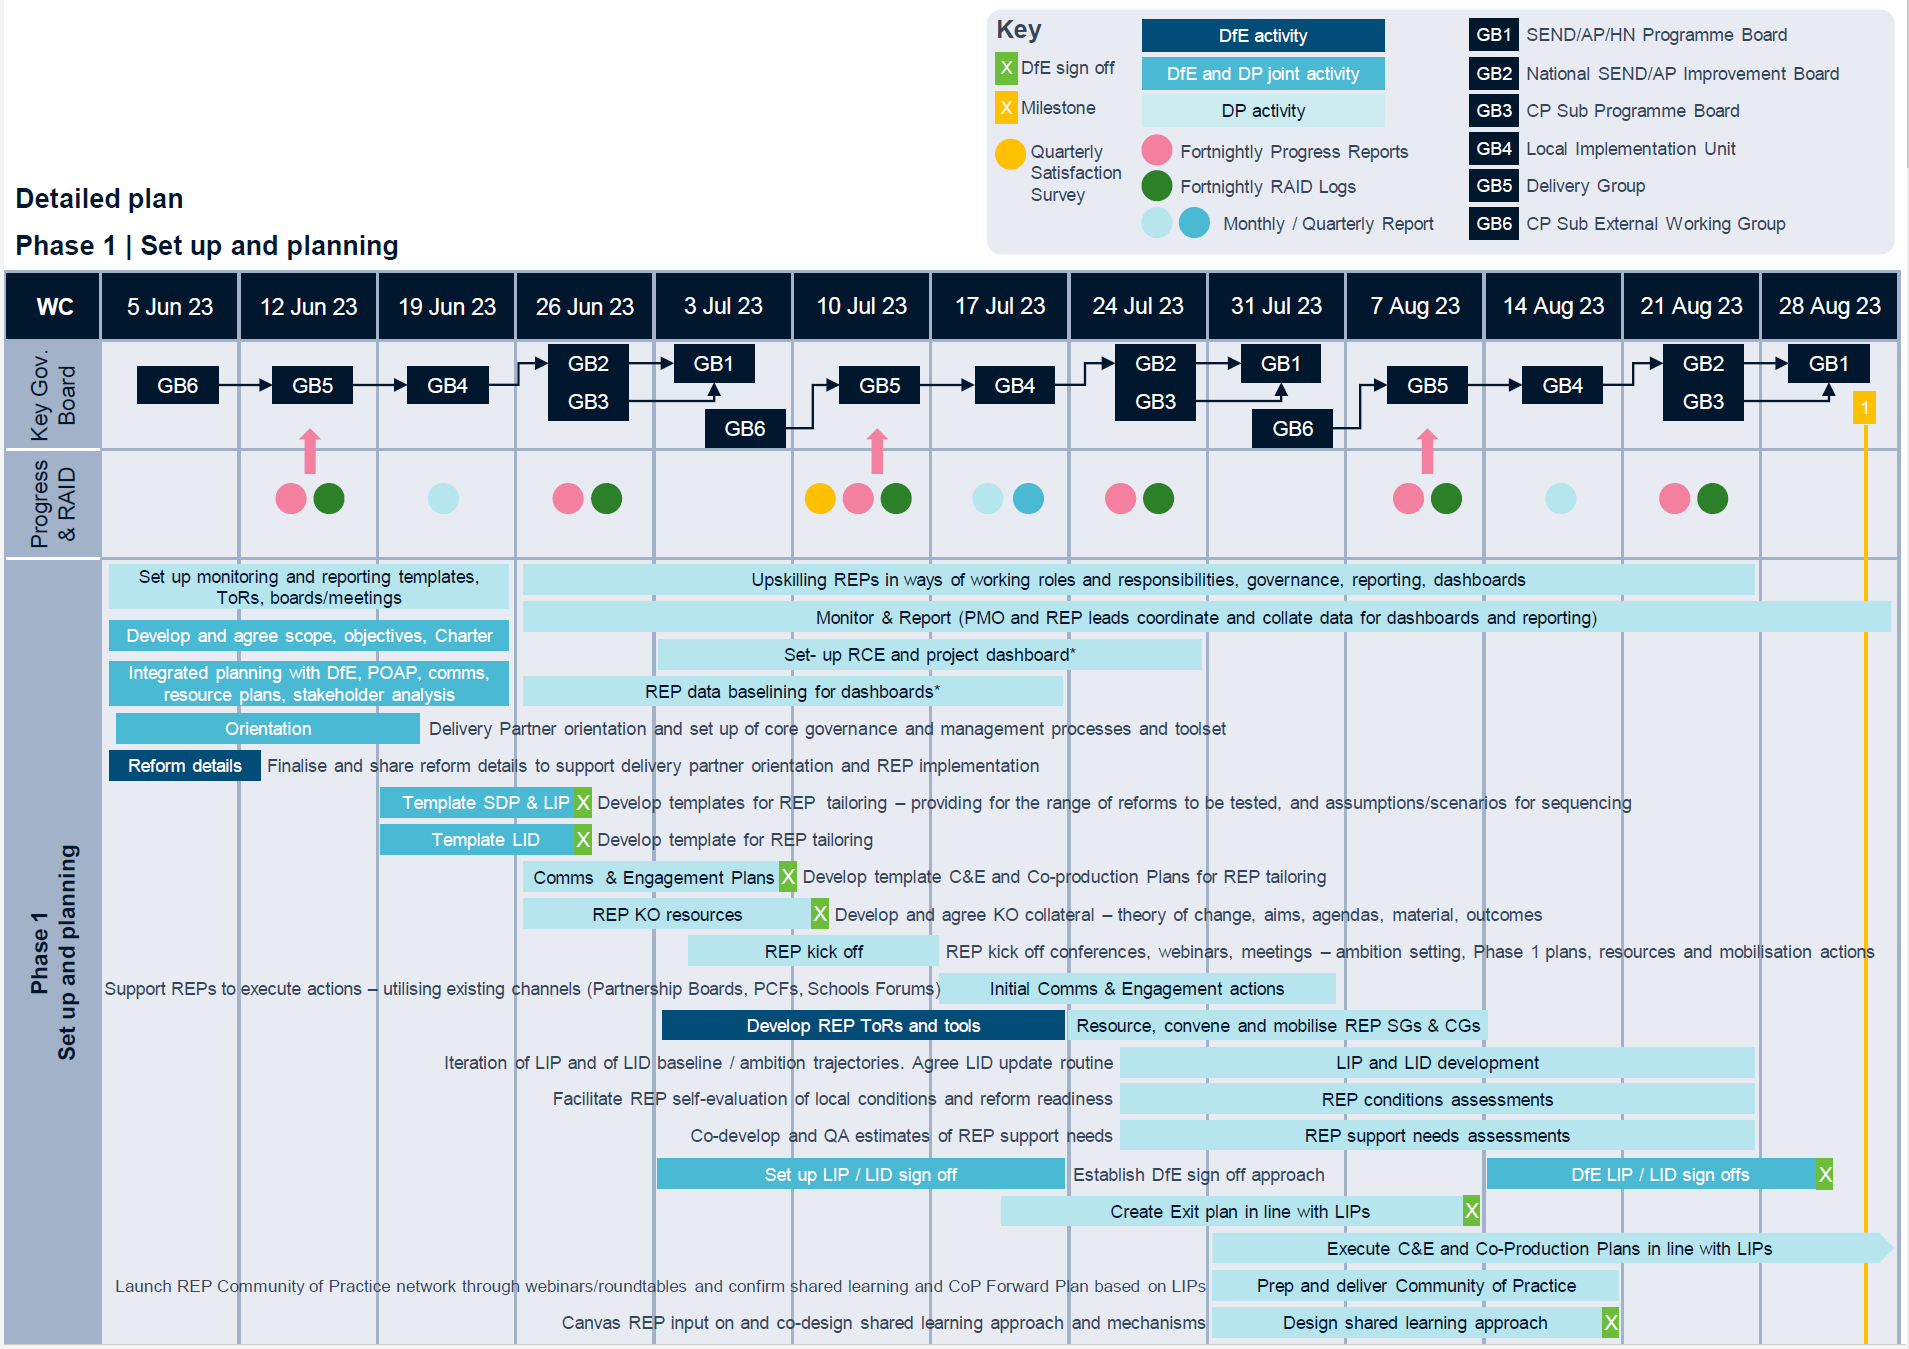 Key
X DfE sign off
X Milestone
Quarterly
Satisfaction
Survey
DfE activity
DfE and DP joint activity
DP activity
Fortnightly Progress Reports
Fortnightly RAID Logs
Monthly / Quarterly Report
GB1 SEND/AP/HN Programme Board
GB2 National SEND/AP Improvement Board
GB3 CP Sub Programme Board
GB4 Local Implementation Unit
GB5 Delivery Group
GB6 CP Sub External Working Group
Detailed plan
Phase 1 | Set up and planning
WC 5 Jun 23 12 Jun 23 19 Jun 23 26 Jun 23 3 Jul 23 10 Jul 23 17 Jul 23 24 Jul 23 31 Jul 23 7 Aug 23 14 Aug 23 21 Aug 23 28 Aug 23
Key Gov.
Board
GB2 GB1 GB2 GB1 GB2 GB1
GB6 GB5 GB4 GB5 GB4 GB5 GB4
GB3 GB3 GB3 1
GB6 GB6
Progress
& RAID
Phase 1
Set up and planning
Set up monitoring and reporting templates,
ToRs, boards/meetings
Upskilling REPs in ways of working roles and responsibilities, governance, reporting, dashboards
Monitor & Report (PMO and REP leads coordinate and collate data for dashboards and reporting)
Develop and agree scope, objectives, Charter
Set- up RCE and project dashboard*
Integrated planning with DfE, POAP, comms,
resource plans, stakeholder analysis
REP data baselining for dashboards*
Orientation Delivery Partner orientation and set up of core governance and management processes and toolset
Reform details Finalise and share reform details to support delivery partner orientation and REP implementation
Template SDP & LIP X Develop templates for REP tailoring – providing for the range of reforms to be tested, and assumptions/scenarios for sequencing
Template LID X Develop template for REP tailoring
Comms & Engagement Plans X Develop template C&E and Co-production Plans for REP tailoring
REP KO resources X Develop and agree KO collateral – theory of change, aims, agendas, material, outcomes
REP kick off REP kick off conferences, webinars, meetings – ambition setting, Phase 1 plans, resources and mobilisation actions
Support REPs to execute actions – utilising existing channels (Partnership Boards, PCFs, Schools Forums) Initial Comms & Engagement actions
Develop REP ToRs and tools Resource, convene and mobilise REP SGs & CGs
Iteration of LIP and of LID baseline / ambition trajectories. Agree LID update routine LIP and LID development
Facilitate REP self-evaluation of local conditions and reform readiness REP conditions assessments
Co-develop and QA estimates of REP support needs REP support needs assessments
Set up LIP / LID sign off Establish DfE sign off approach DfE LIP / LID sign offs X
Create Exit plan in line with LIPs X
Execute C&E and Co-Production Plans in line with LIPs
Launch REP Community of Practice network through webinars/roundtables and confirm shared learning and CoP Forward Plan based on LIPs Prep and deliver Community of Practice
Canvas REP input on and co-design shared learning approach and mechanisms Design shared learning approach X